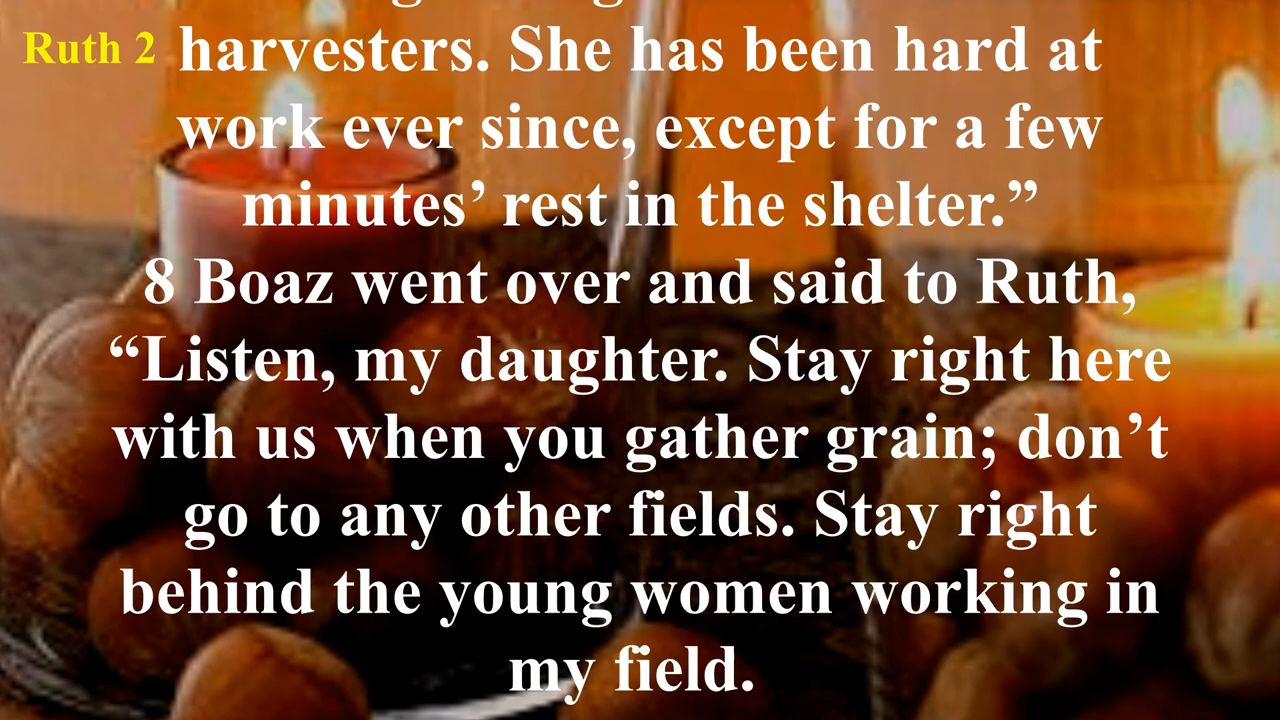 Ruth 2
harvesters. She has been hard at
work ever since, except for a few
minutes’ rest in the shelter.”
8 Boaz went over and said to Ruth,
“Listen, my daughter. Stay right here
with us when you gather grain; don’t
go to any other fields. Stay right
behind the young women working in
my field.